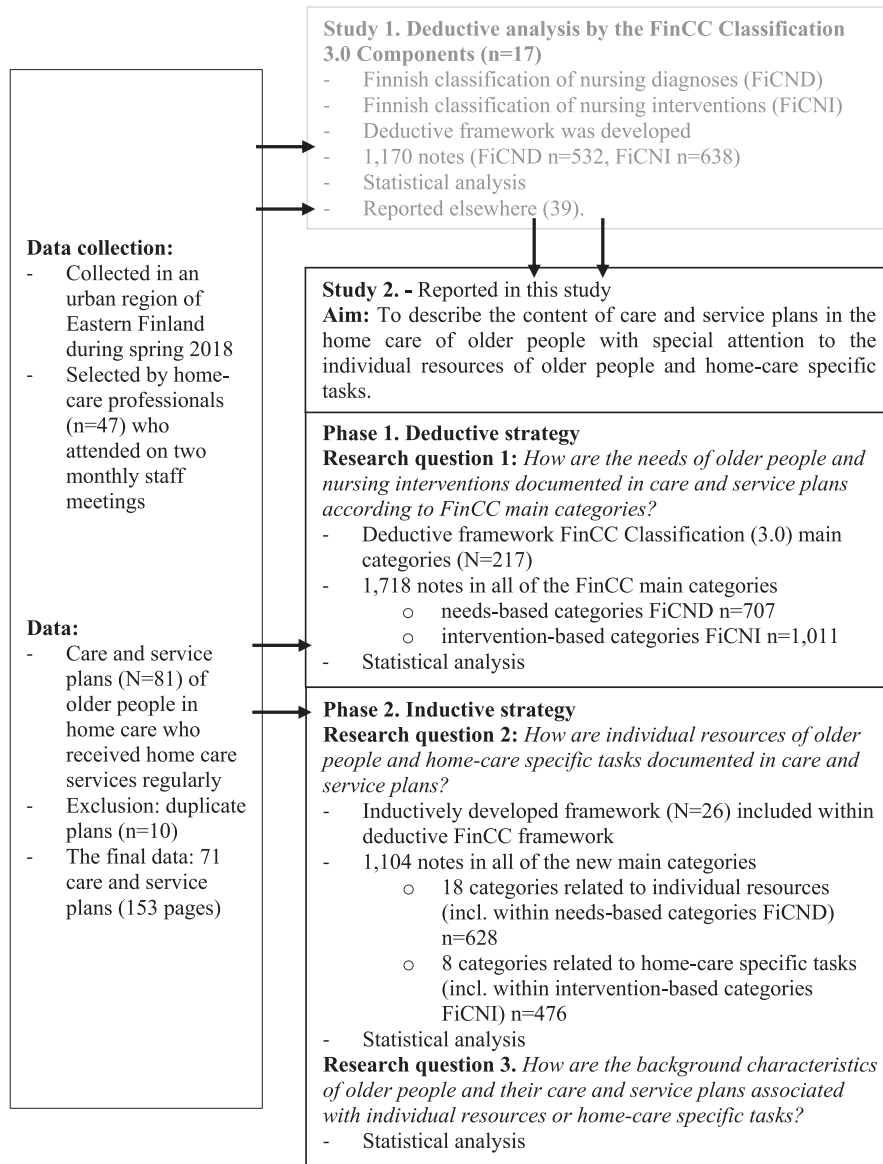 Study 1. Deductive analysis by the FinCC Classification
3.0 Components (n=17)
- Finnish classification of nursing diagnoses (FiCND)
- Finnish classification of nursing interventions (FiCNI)
- Deductive framework was developed
- 1,170 notes (FiCND n=532, FiCNI n=638)
- Statistical analysis
- Reported elsewhere (39).
Data collection:
- Collected in an
urban region of
Eastern Finland
during spring 2018
- Selected by home-
care professionals
(n=47) who
attended on two
monthly staff
meetings
Data:
- Care and service
plans (N=81) of
older people in
home care who
received home care
services regularly
- Exclusion: duplicate
plans (n=10)
- The final data: 71
care and service
plans (153 pages)
Study 2. - Reported in this study
Aim: To describe the content of care and service plans in the
home care of older people with special attention to the
individual resources of older people and home-care specific
tasks.
Phase 1. Deductive strategy
Research question 1: How are the needs of older people and
nursing interventions documented in care and service plans
according to FinCC main categories?
- Deductive framework FinCC Classification (3.0) main
categories (N=217)
- 1,718 notes in all of the FinCC main categories
o needs-based categories FiCND n=707
o intervention-based categories FiCNI n=1,011
- Statistical analysis
Phase 2. Inductive strategy
Research question 2: How are individual resources of older
people and home-care specific tasks documented in care and
service plans?
- Inductively developed framework (N=26) included within
deductive FinCC framework
- 1,104 notes in all of the new main categories
o 18 categories related to individual resources
(incl. within needs-based categories FiCND)
n=628
o 8 categories related to home-care specific tasks
(incl. within intervention-based categories
FiCNI) n=476
- Statistical analysis
Research question 3. How are the background characteristics
of older people and their care and service plans associated
with individual resources or home-care specific tasks?
- Statistical analysis